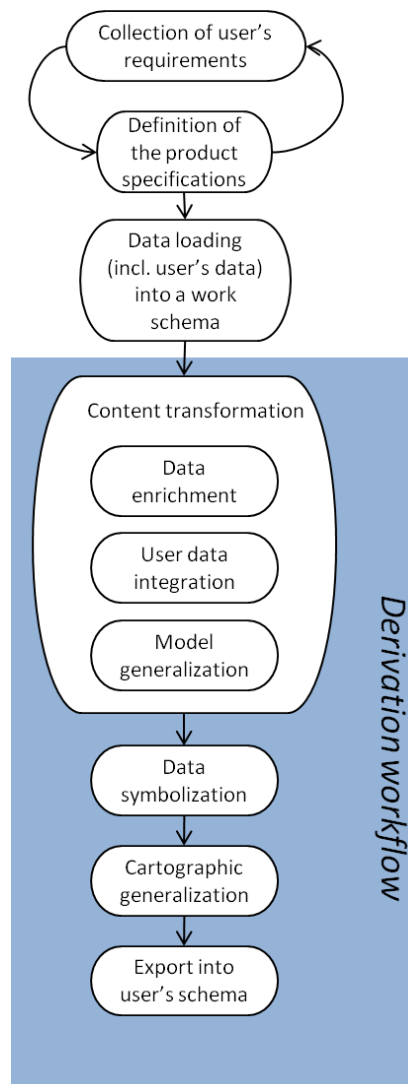 Collection of user's
requirements
Definition of
the product
specifications
Data loading
(incl. user's data)
into a work
schema
Content transformation
Data
enrichment
User data
integration
Model
generalization
Derivation workflow
Data
symbolization
Cartographic
generalization
Export into
user's schema